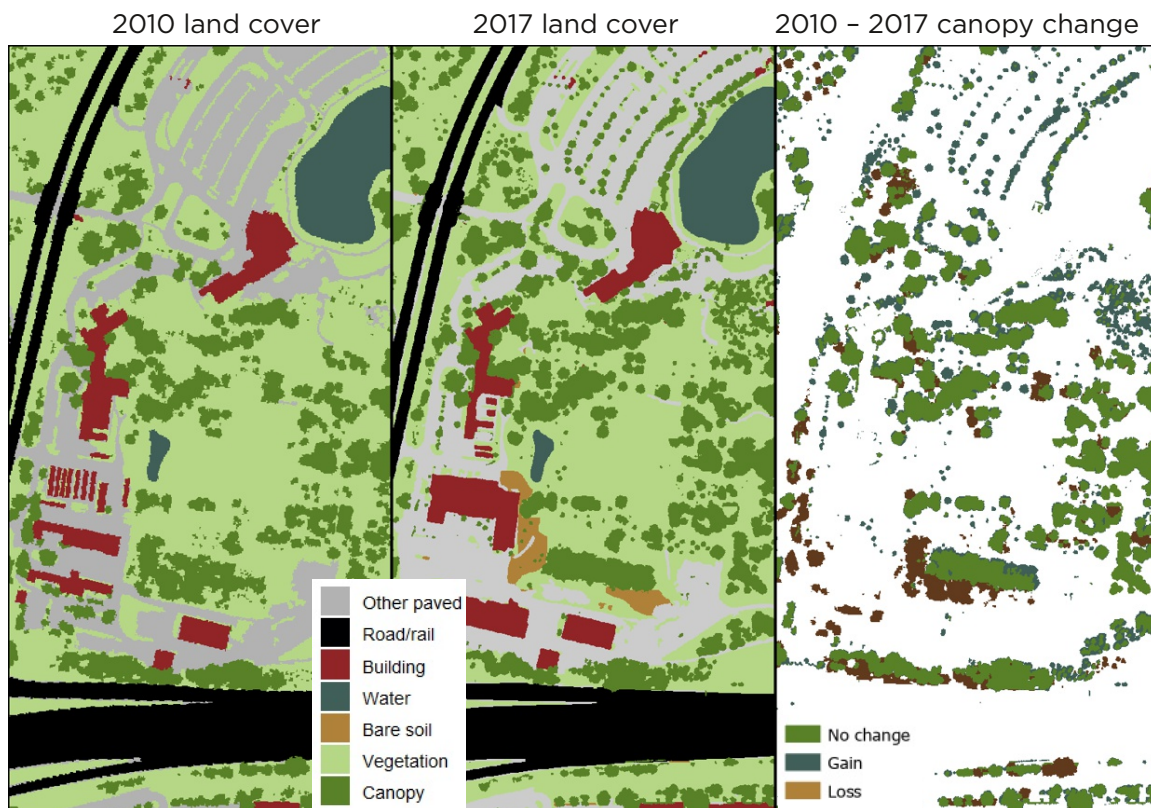 2010 land cover
2017 land cover
2010 – 2017 canopy change
Other paved
Road/rail
Building
Water
Bare soil
Vegetation
Canopy
No change
Gain
Loss